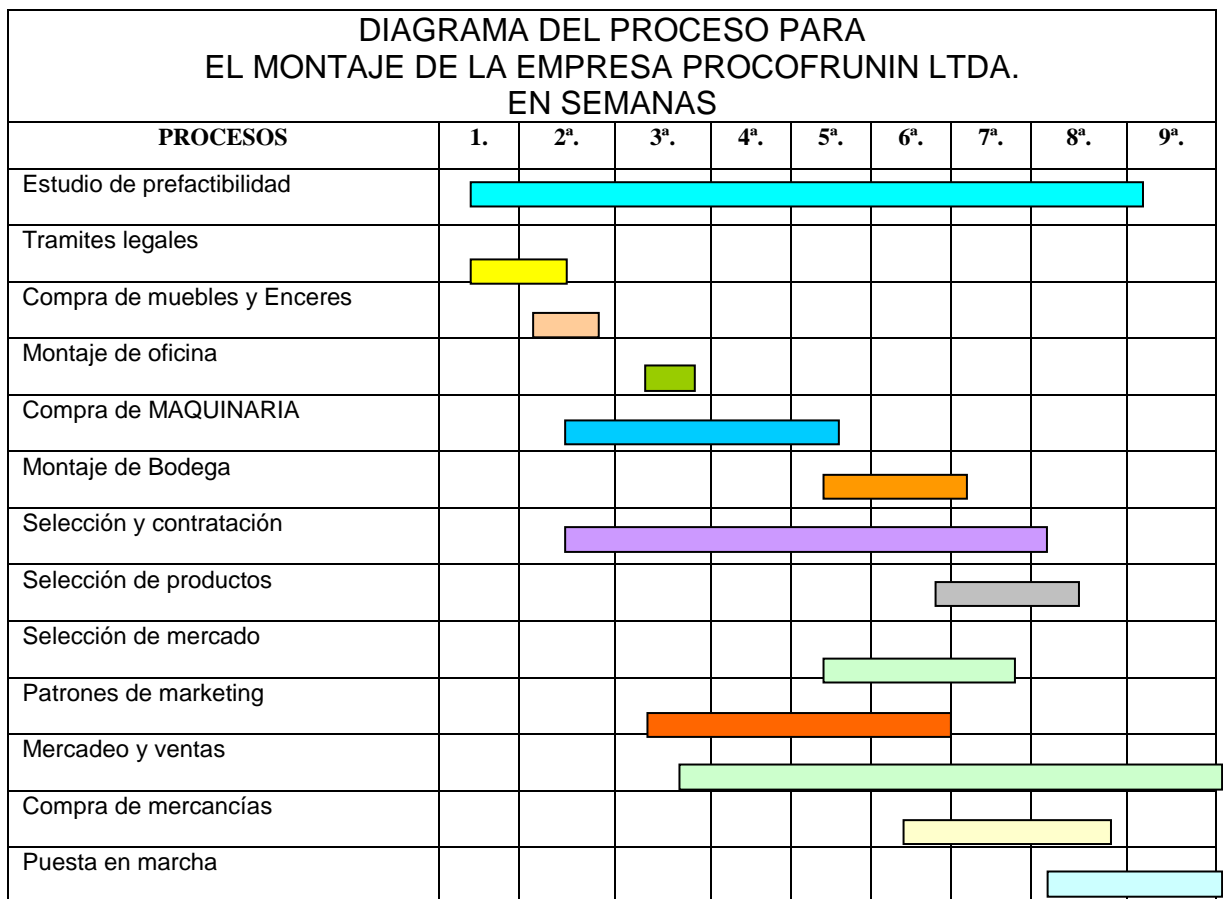 DIAGRAMA DEL PROCESO PARA
EL MONTAJE DE LA EMPRESA PROCOFRUNIN LTDA.
EN SEMANAS
PROCESOS 1. 2ª. 3ª. 4ª. 5ª. 6ª. 7ª. 8ª. 9ª.
Estudio de prefactibilidad
Tramites legales
Compra de muebles y Enceres
Montaje de oficina
Compra de MAQUINARIA
Montaje de Bodega
Selección y contratación
Selección de productos
Selección de mercado
Patrones de marketing
Mercadeo y ventas
Compra de mercancías
Puesta en marcha